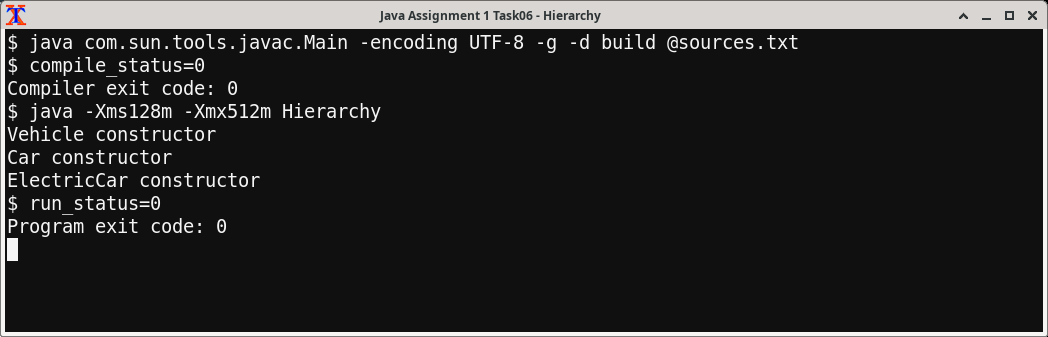 Java Assignment 1 Task06 - Hierarchy
$ java com.sun.tools.javac.Main -encoding UTF-8 -g -d build @sources.txt
$ compile_status=0
Compiler exit code: 0
$ java -Xms128m -Xmx512m Hierarchy
Vehicle constructor
Car constructor
ElectricCar constructor
$ run_status=0
Program exit code: 0